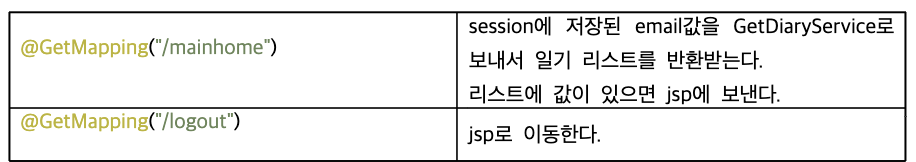 @GetMapping("/mainhome")
session에 저장된 email값을 GetDiaryService로
보내서 일기 리스트를 반환받는다.
리스트에 값이 있으면 jsp에 보낸다.
@GetMapping("/logout")
jsp로 이동한다.